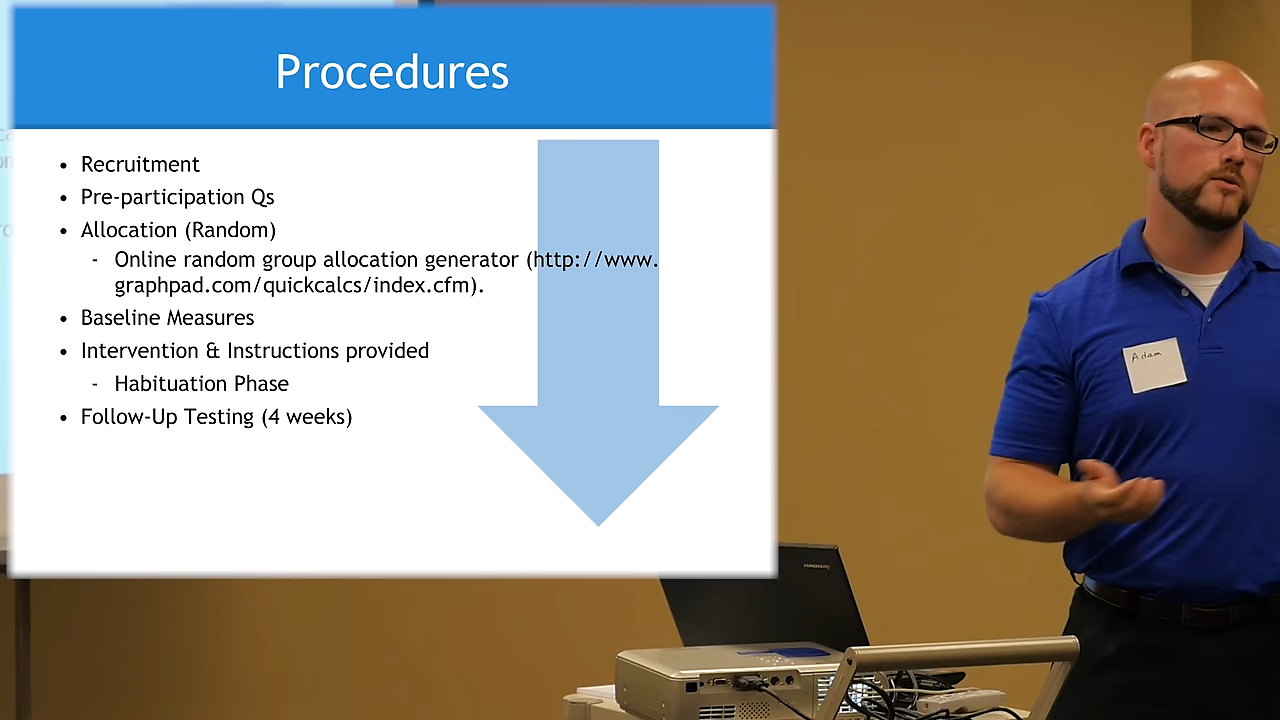 Procedures
• Recruitment
• Pre-participation Qs
• Allocation (Random)
- Online random group allocation generator (http://www.
graphpad.com/quickcalcs/index.cfm).
• Baseline Measures
• Intervention & Instructions provided
- Habituation Phase
• Follow-Up Testing (4 weeks)
Adam
lenovo